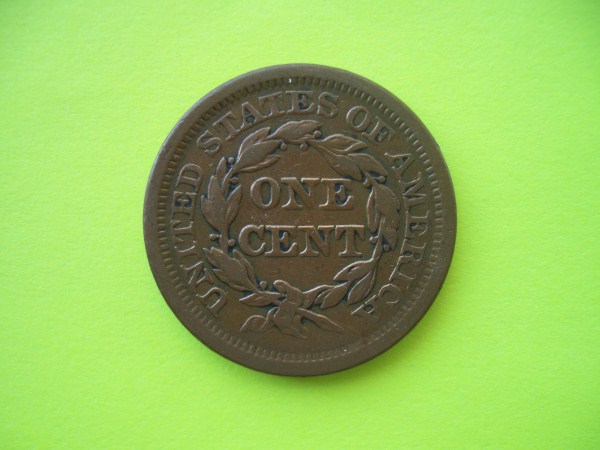 UNITED STATES OF AMERICA
ONE
CENT